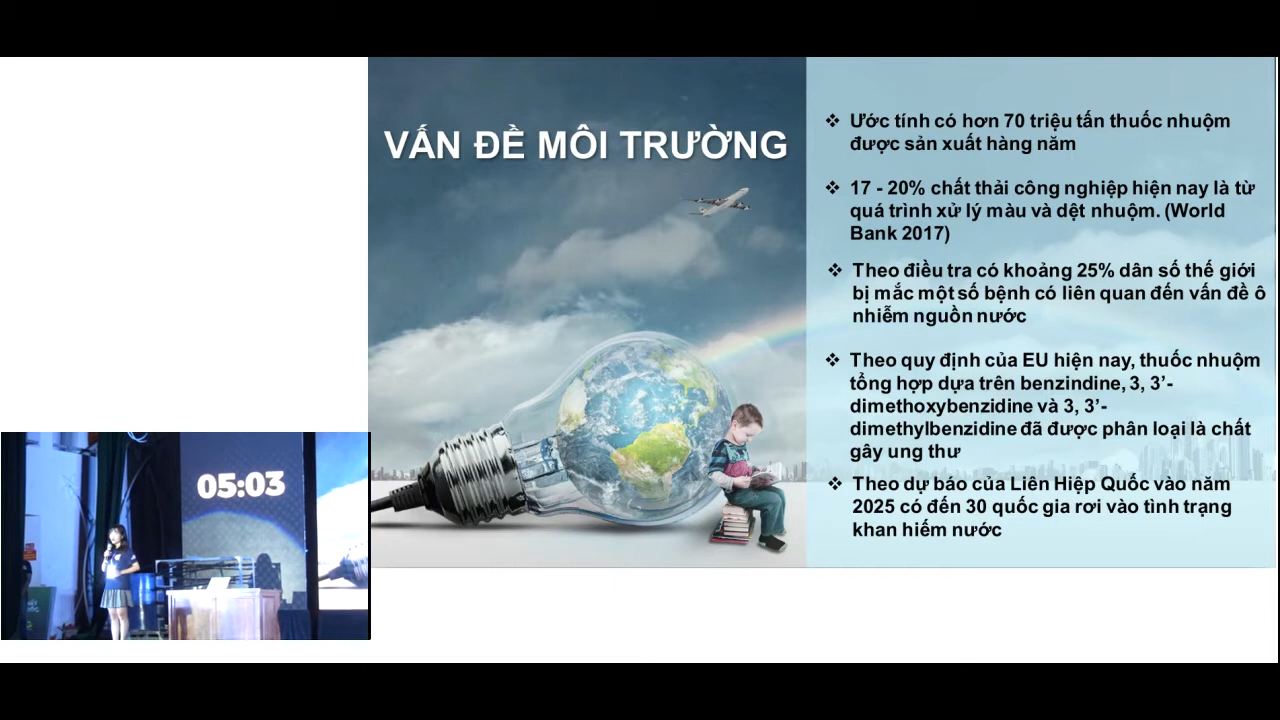 VẤN ĐỀ MÔI TRƯỜNG
❖ Ước tính có hơn 70 triệu tấn thuốc nhuộm
được sản xuất hàng năm
❖ 17 - 20% chất thải công nghiệp hiện nay là từ
quá trình xử lý màu và dệt nhuộm. (World
Bank 2017)
❖ Theo điều tra có khoảng 25% dân số thế giới
bị mắc một số bệnh có liên quan đến vấn đề ô
nhiễm nguồn nước
❖ Theo quy định của EU hiện nay, thuốc nhuộm
tổng hợp dựa trên benzindine, 3, 3’-
dimethoxybenzidine và 3, 3’-
dimethylbenzidine đã được phân loại là chất
gây ung thư
❖ Theo dự báo của Liên Hiệp Quốc vào năm
2025 có đến 30 quốc gia rơi vào tình trạng
khan hiếm nước
05:03